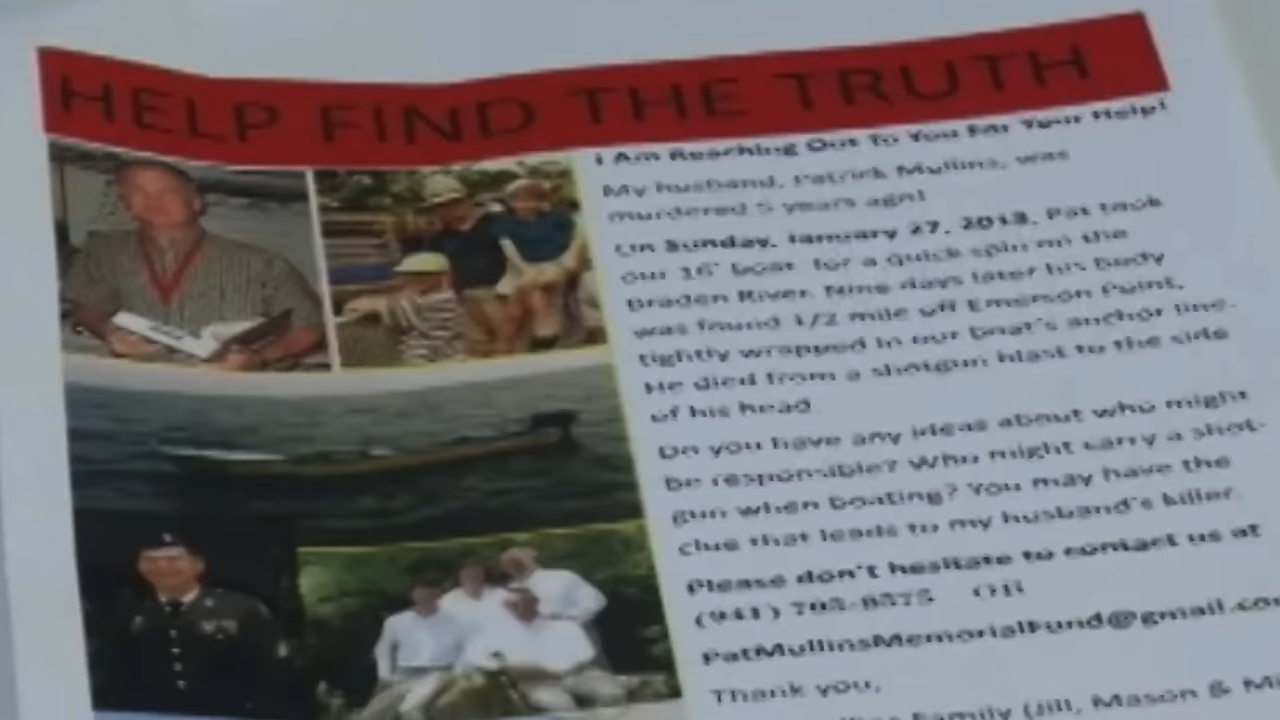 HELP FIND THE TRUTH
I Am Reaching Out To You For Your Help!
My husband, Patrick Mullins, was
murdered 5 years ago!
On Sunday, January 27, 2013, Pat took
our 16' boat for a quick spin on the
Braden River. Nine days later his body
was found 1/2 mile off Emerson Point,
tightly wrapped in our boat's anchor line.
He died from a shotgun blast to the side
of his head.
Do you have any ideas about who might
be responsible? Who might carry a shot-
gun when boating? You may have the
clue that leads to my husband's killer.
Please don't hesitate to contact us at
(941) OR
PatMullinsMemorialFund@gmail.co
Thank you,
Family (Jill, Mason & Mi